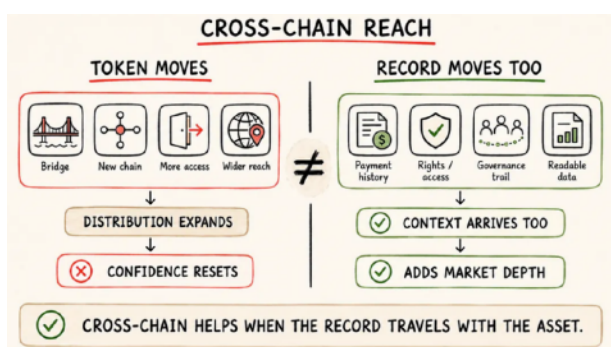 CROSS-CHAIN REACH
TOKEN MOVES
Bridge
New chain
More access
Wider reach
DISTRIBUTION EXPANDS
CONFIDENCE RESETS
≠
RECORD MOVES TOO
$
Payment
history
Rights /
access
Governance
trail
Readable
data
CONTEXT ARRIVES TOO
ADDS MARKET DEPTH
CROSS-CHAIN HELPS WHEN THE RECORD TRAVELS WITH THE ASSET.